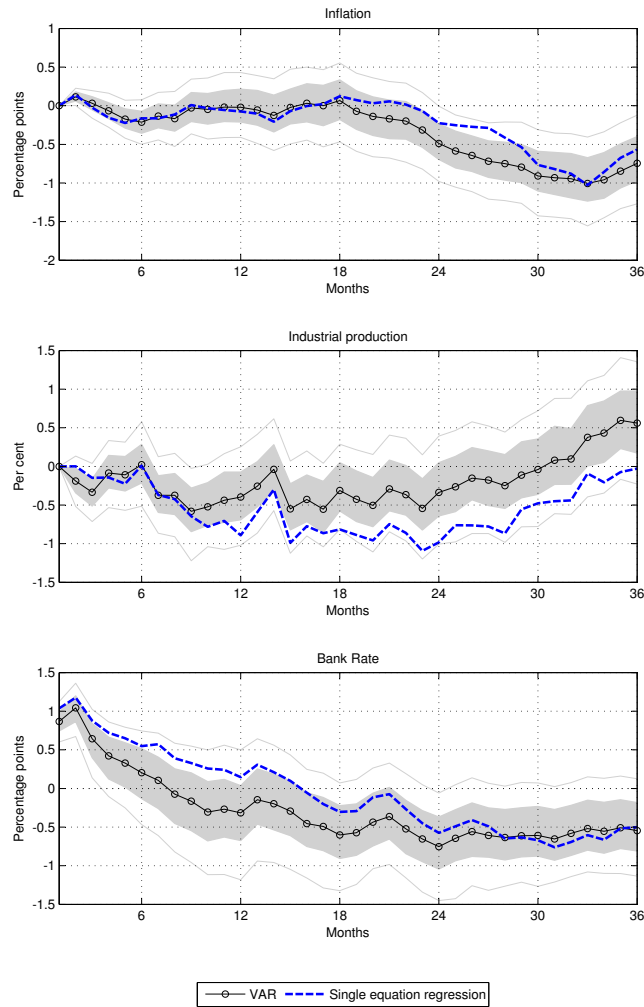 Inflation
1
0.5
0
-0.5
-1
-1.5
-2
Percentage points
6 12 18 24 30 36
Months
Industrial production
1.5
1
0.5
0
-0.5
-1
-1.5
Per cent
6 12 18 24 30 36
Months
Bank Rate
1.5
1
0.5
0
-0.5
-1
-1.5
Percentage points
6 12 18 24 30 36
Months
VAR Single equation regression